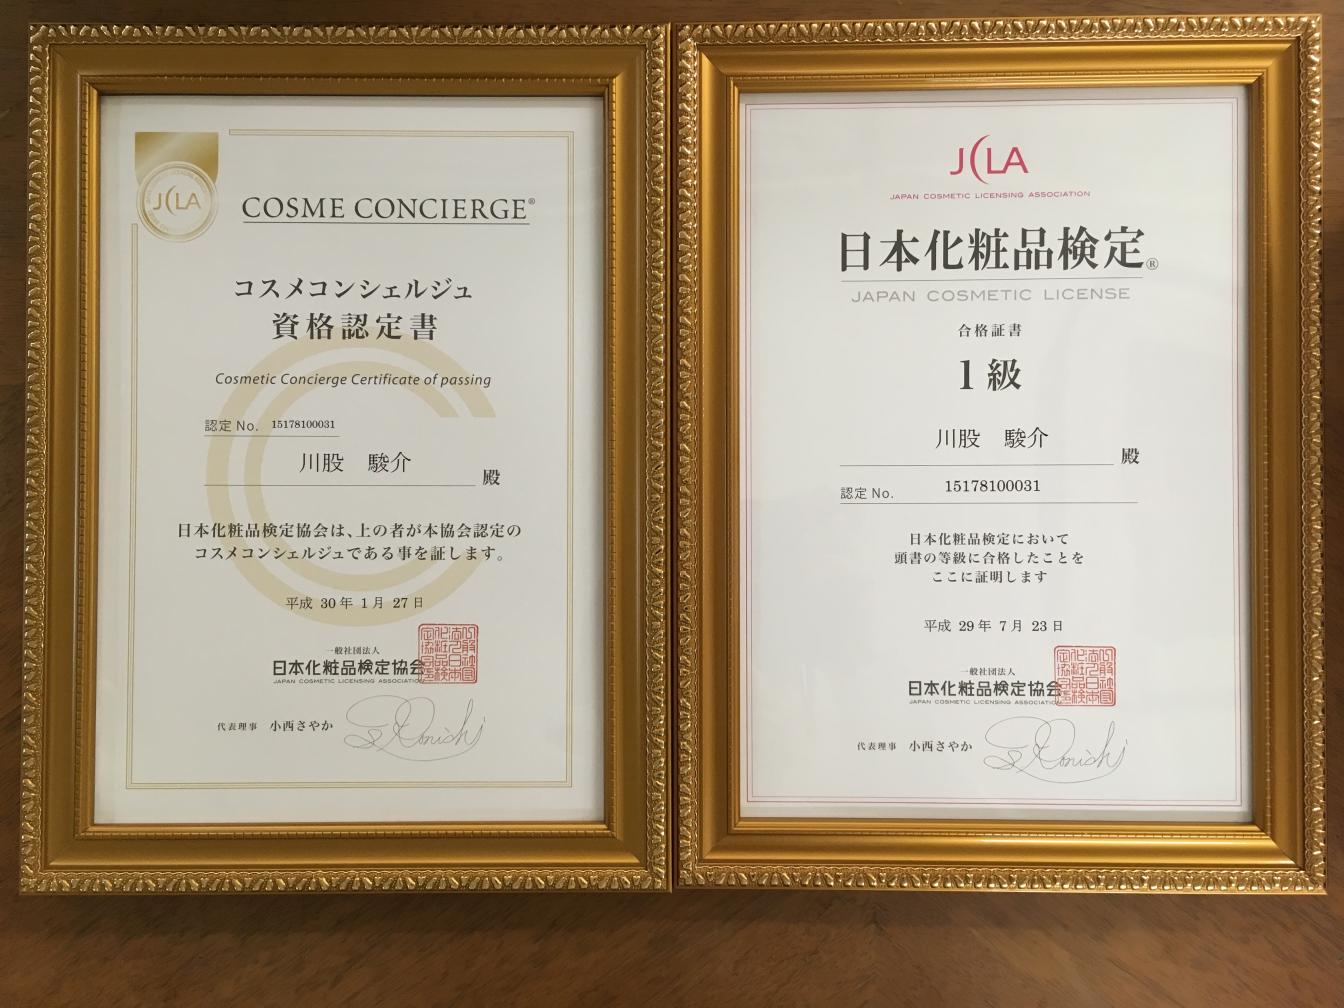 JCLA
COSME CONCIERGE®
コスメコンシェルジュ
資格認定書
Cosmetic Concierge Certificate of passing
認定 No. 15178100031
川股 駿介 殿
日本化粧品検定協会は、上の者が本協会認定の
コスメコンシェルジュである事を証します。
平成 30 年 1 月 27 日
一般社団法人
日本化粧品検定協会
JAPAN COSMETIC LICENSING ASSOCIATION
代表理事 小西さやか
S Konishi
JCLA
JAPAN COSMETIC LICENSING ASSOCIATION
日本化粧品検定®
JAPAN COSMETIC LICENSE
合格証書
1 級
川股 駿介 殿
認定 No. 15178100031
日本化粧品検定において
頭書の等級に合格したことを
ここに証明します
平成 29 年 7 月 23 日
一般社団法人
日本化粧品検定協会
JAPAN COSMETIC LICENSING ASSOCIATION
代表理事 小西さやか
S Konishi